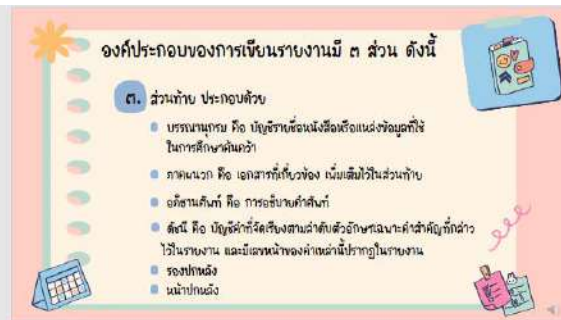 องค์ประกอบของการเขียนรายงานมี ๓ ส่วน ดังนี้
๓. ส่วนท้าย ประกอบด้วย
บรรณานุกรม คือ บัญชีรายชื่อหนังสือหรือแหล่งข้อมูลที่ใช้
ในการศึกษาค้นคว้า
ภาคผนวก คือ เอกสารที่เกี่ยวข้อง เพิ่มเติมไว้ในส่วนท้าย
อภิธานศัพท์ คือ การอธิบายคำศัพท์
ดัชนี คือ บัญชีคำที่จัดเรียงตามลำดับตัวอักษรเฉพาะคำสำคัญที่กล่าว
ไว้ในรายงาน และมีเลขหน้าของคำเหล่านี้ปรากฏในรายงาน
รองปกหลัง
หน้าปกหลัง